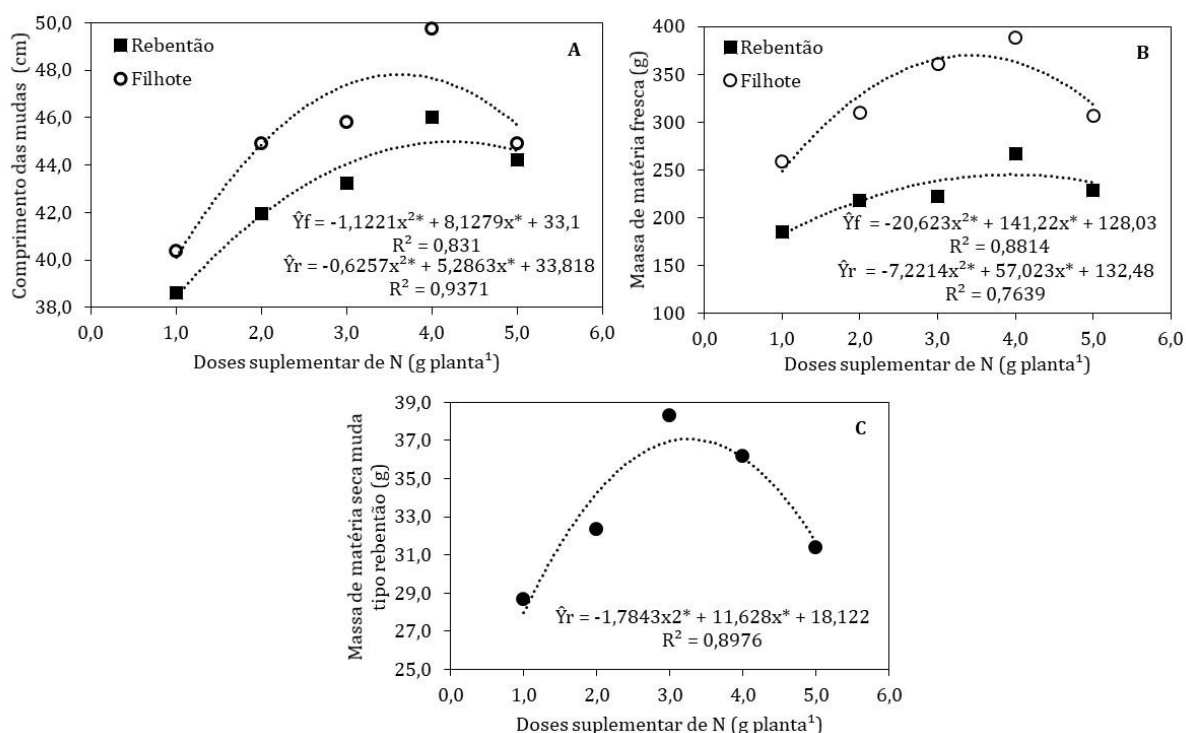 50,0
48,0
46,0
44,0
42,0
40,0
38,0
Comprimento das mudas (cm)
Rebentão
Filhote
A
Ŷf = -1,1221x²* + 8,1279x* + 33,1
R² = 0,831
Ŷr = -0,6257x²* + 5,2863x* + 33,818
R² = 0,9371
0,0 1,0 2,0 3,0 4,0 5,0 6,0
Doses suplementar de N (g planta¹)
400
350
300
250
200
150
100
Maasa de matéria fresca (g)
Rebentão
Filhote
B
Ŷf = -20,623x²* + 141,22x* + 128,03
R² = 0,8814
Ŷr = -7,2214x²* + 57,023x* + 132,48
R² = 0,7639
0,0 1,0 2,0 3,0 4,0 5,0 6,0
Doses suplementar de N (g planta¹)
39,0
37,0
35,0
33,0
31,0
29,0
27,0
25,0
Massa de matéria seca muda
tipo rebentão (g)
C
Ŷr = -1,7843x2* + 11,628x* + 18,122
R² = 0,8976
0,0 1,0 2,0 3,0 4,0 5,0 6,0
Doses suplementar de N (g planta¹)